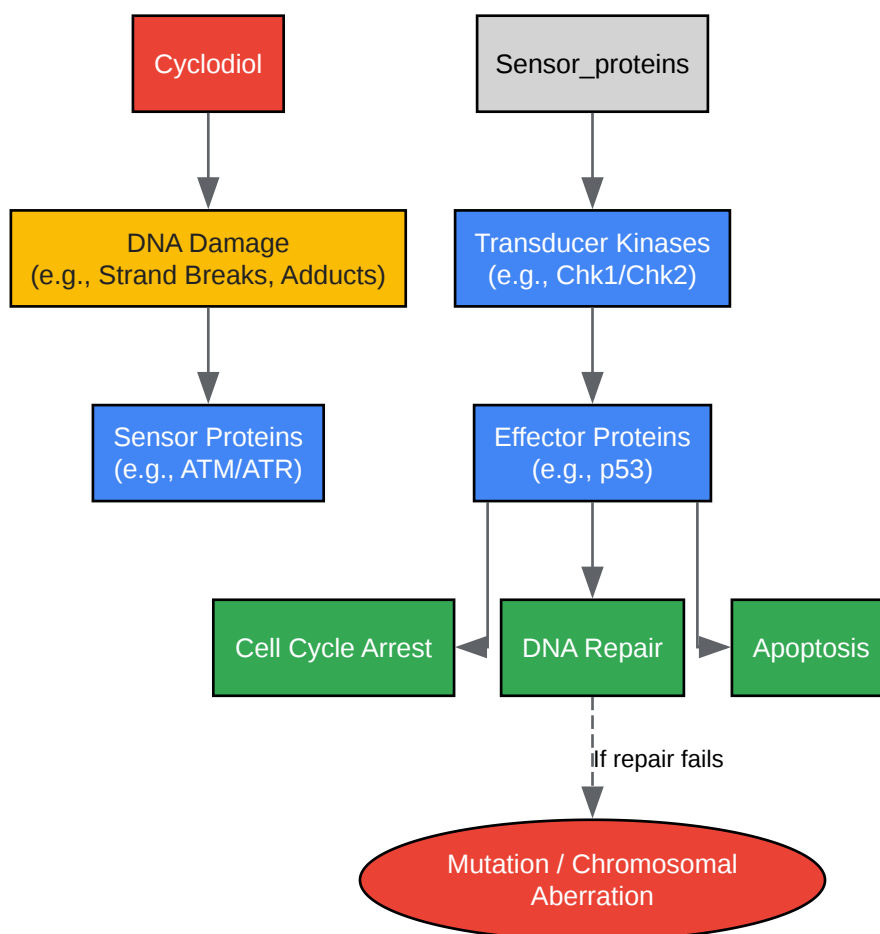 Cyclodiol
Sensor_proteins
DNA Damage
(e.g., Strand Breaks, Adducts)
Transducer Kinases
(e.g., Chk1/Chk2)
Sensor Proteins
(e.g., ATM/ATR)
Effector Proteins
(e.g., p53)
Cell Cycle Arrest
DNA Repair
Apoptosis
If repair fails
Mutation / Chromosomal
Aberration